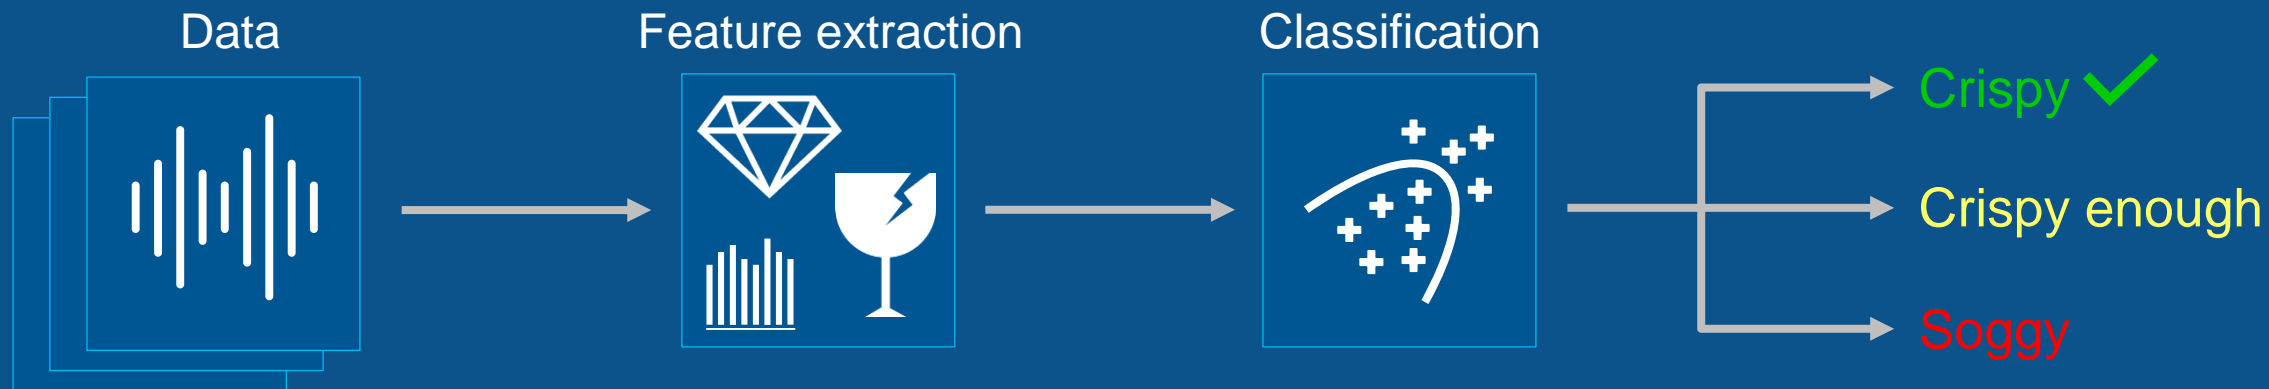 Data
Feature extraction
Classification
Crispy
Crispy enough
Soggy